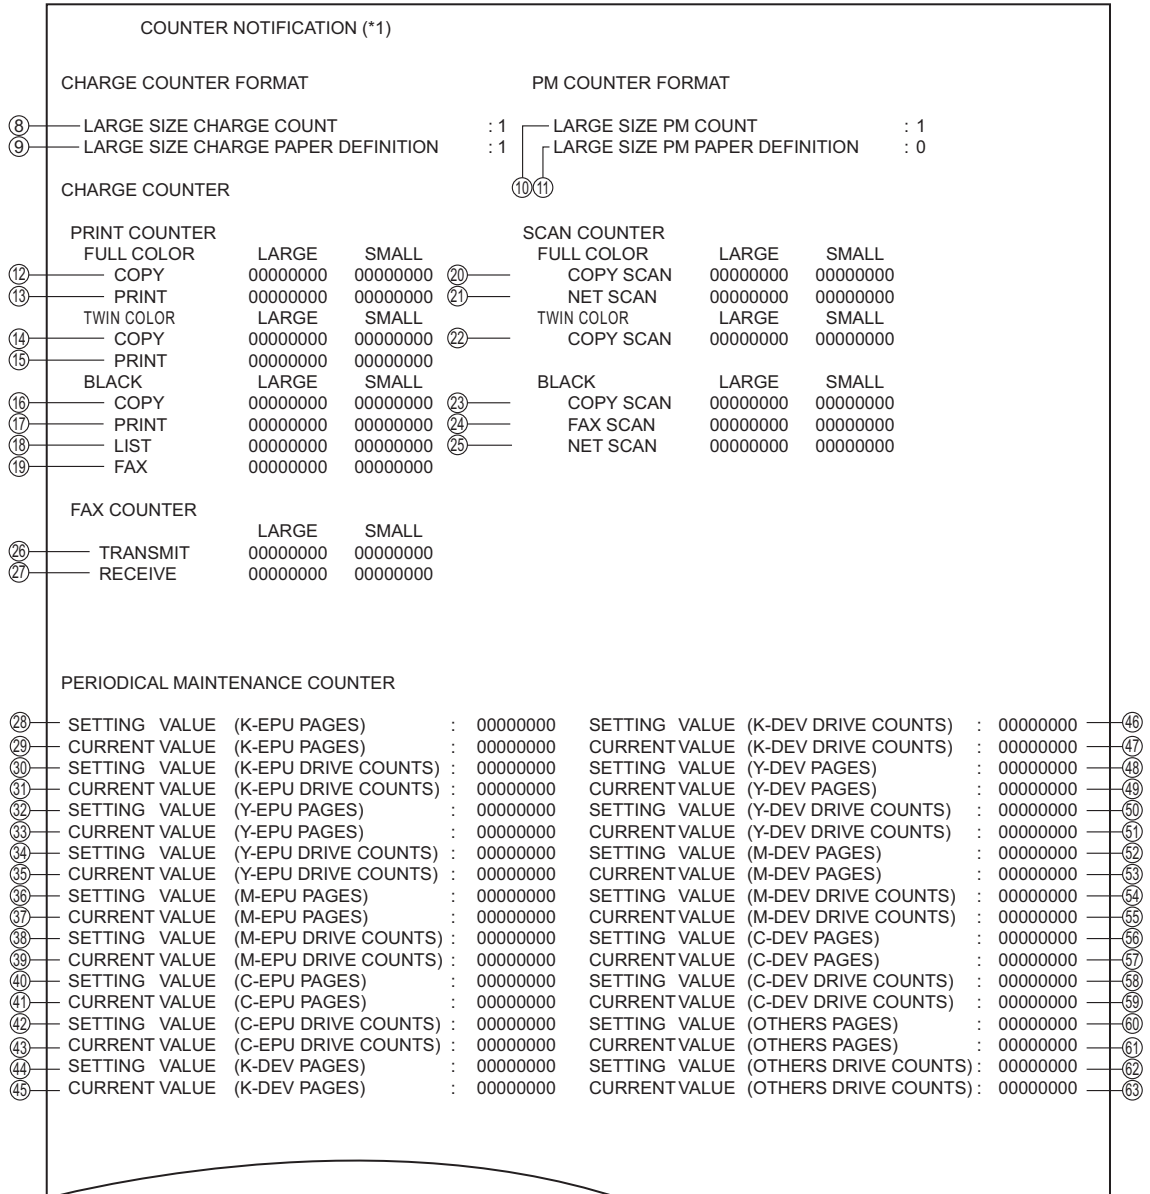 COUNTER NOTIFICATION (*1)
CHARGE COUNTER FORMAT PM COUNTER FORMAT
⑧ LARGE SIZE CHARGE COUNT : 1 LARGE SIZE PM COUNT : 1
⑨ LARGE SIZE CHARGE PAPER DEFINITION : 1 LARGE SIZE PM PAPER DEFINITION : 0
⑩ ⑪
CHARGE COUNTER
PRINT COUNTER SCAN COUNTER
FULL COLOR LARGE SMALL FULL COLOR LARGE SMALL
⑫ COPY 00000000 00000000 ⑳ COPY SCAN 00000000 00000000
⑬ PRINT 00000000 00000000 ㉑ NET SCAN 00000000 00000000
TWIN COLOR LARGE SMALL TWIN COLOR LARGE SMALL
⑭ COPY 00000000 00000000 ㉒ COPY SCAN 00000000 00000000
⑮ PRINT 00000000 00000000
BLACK LARGE SMALL BLACK LARGE SMALL
⑯ COPY 00000000 00000000 ㉓ COPY SCAN 00000000 00000000
⑰ PRINT 00000000 00000000 ㉔ FAX SCAN 00000000 00000000
⑱ LIST 00000000 00000000 ㉕ NET SCAN 00000000 00000000
⑲ FAX 00000000 00000000
FAX COUNTER
LARGE SMALL
㉖ TRANSMIT 00000000 00000000
㉗ RECEIVE 00000000 00000000
PERIODICAL MAINTENANCE COUNTER
㉘ SETTING VALUE (K-EPU PAGES) : 00000000 SETTING VALUE (K-DEV DRIVE COUNTS) : 00000000 ㊻
㉙ CURRENT VALUE (K-EPU PAGES) : 00000000 CURRENT VALUE (K-DEV DRIVE COUNTS) : 00000000 ㊼
㉚ SETTING VALUE (K-EPU DRIVE COUNTS) : 00000000 SETTING VALUE (Y-DEV PAGES) : 00000000 ㊽
㉛ CURRENT VALUE (K-EPU DRIVE COUNTS) : 00000000 CURRENT VALUE (Y-DEV PAGES) : 00000000 ㊾
㉜ SETTING VALUE (Y-EPU PAGES) : 00000000 SETTING VALUE (Y-DEV DRIVE COUNTS) : 00000000 ㊿
㉝ CURRENT VALUE (Y-EPU PAGES) : 00000000 CURRENT VALUE (Y-DEV DRIVE COUNTS) : 00000000 51
㉞ SETTING VALUE (Y-EPU DRIVE COUNTS) : 00000000 SETTING VALUE (M-DEV PAGES) : 00000000 52
㉟ CURRENT VALUE (Y-EPU DRIVE COUNTS) : 00000000 CURRENT VALUE (M-DEV PAGES) : 00000000 53
㊱ SETTING VALUE (M-EPU PAGES) : 00000000 SETTING VALUE (M-DEV DRIVE COUNTS) : 00000000 54
㊲ CURRENT VALUE (M-EPU PAGES) : 00000000 CURRENT VALUE (M-DEV DRIVE COUNTS) : 00000000 55
㊳ SETTING VALUE (M-EPU DRIVE COUNTS) : 00000000 SETTING VALUE (C-DEV PAGES) : 00000000 56
㊴ CURRENT VALUE (M-EPU DRIVE COUNTS) : 00000000 CURRENT VALUE (C-DEV PAGES) : 00000000 57
㊵ SETTING VALUE (C-EPU PAGES) : 00000000 SETTING VALUE (C-DEV DRIVE COUNTS) : 00000000 58
㊶ CURRENT VALUE (C-EPU PAGES) : 00000000 CURRENT VALUE (C-DEV DRIVE COUNTS) : 00000000 59
㊷ SETTING VALUE (C-EPU DRIVE COUNTS) : 00000000 SETTING VALUE (OTHERS PAGES) : 00000000 60
㊸ CURRENT VALUE (C-EPU DRIVE COUNTS) : 00000000 CURRENT VALUE (OTHERS PAGES) : 00000000 61
㊹ SETTING VALUE (K-DEV PAGES) : 00000000 SETTING VALUE (OTHERS DRIVE COUNTS) : 00000000 62
㊺ CURRENT VALUE (K-DEV PAGES) : 00000000 CURRENT VALUE (OTHERS DRIVE COUNTS) : 00000000 63